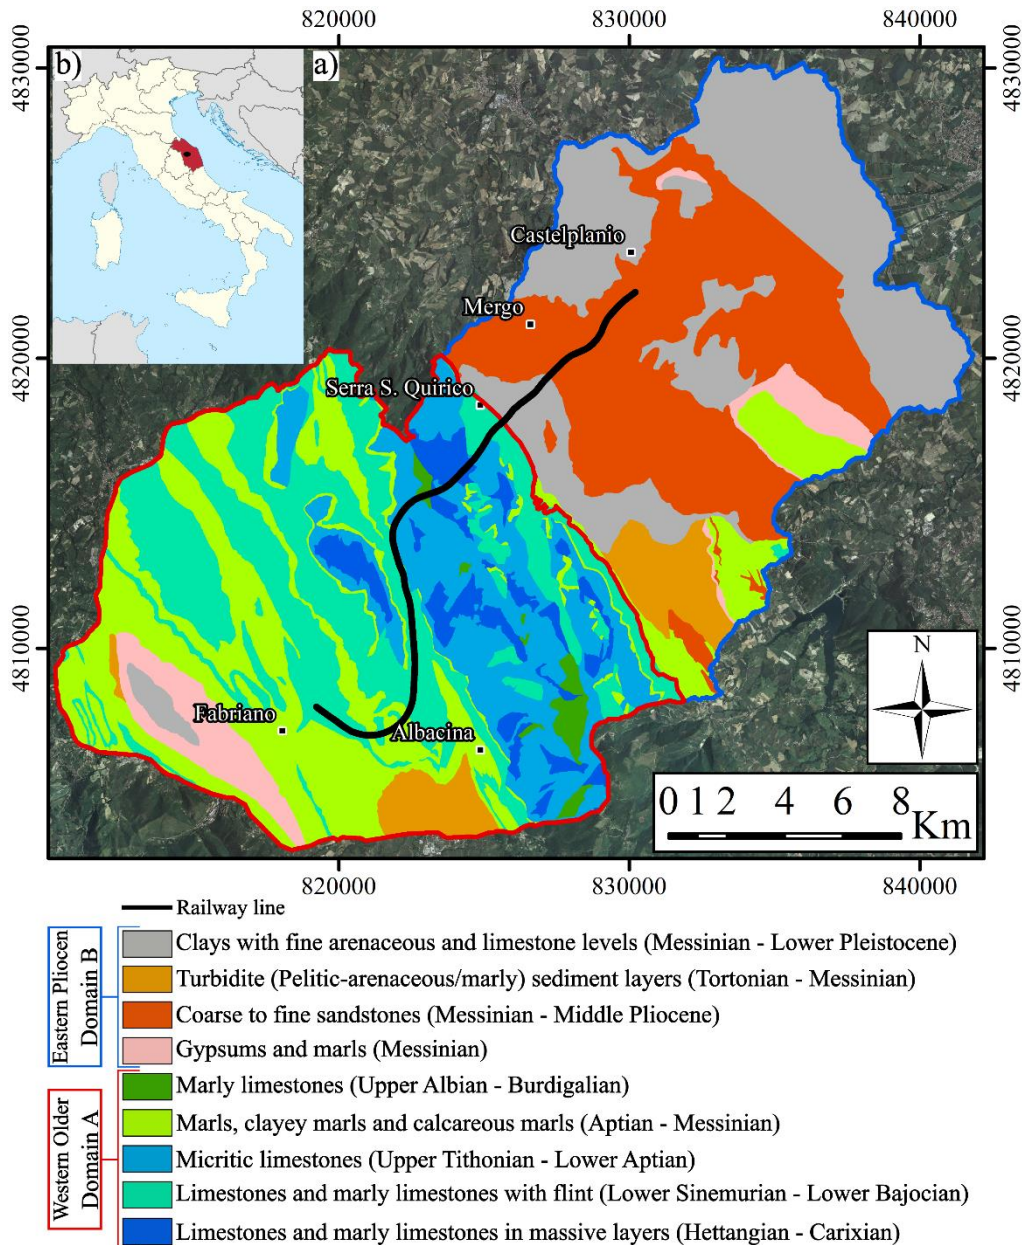 820000 830000 840000
b)
a)
4830000
4830000
Castelplanio
Mergo
4820000
4820000
Serra S. Quirico
4810000
4810000
N
Fabriano
Albacina
0 1 2 4 6 8
Km
820000 830000 840000
Railway line
Eastern Pliocen
Domain B
Clays with fine arenaceous and limestone levels (Messinian - Lower Pleistocene)
Turbidite (Pelitic-arenaceous/marly) sediment layers (Tortonian - Messinian)
Coarse to fine sandstones (Messinian - Middle Pliocene)
Gypsums and marls (Messinian)
Western Older
Domain A
Marly limestones (Upper Albian - Burdigalian)
Marls, clayey marls and calcareous marls (Aptian - Messinian)
Micritic limestones (Upper Tithonian - Lower Aptian)
Limestones and marly limestones with flint (Lower Sinemurian - Lower Bajocian)
Limestones and marly limestones in massive layers (Hettangian - Carixian)